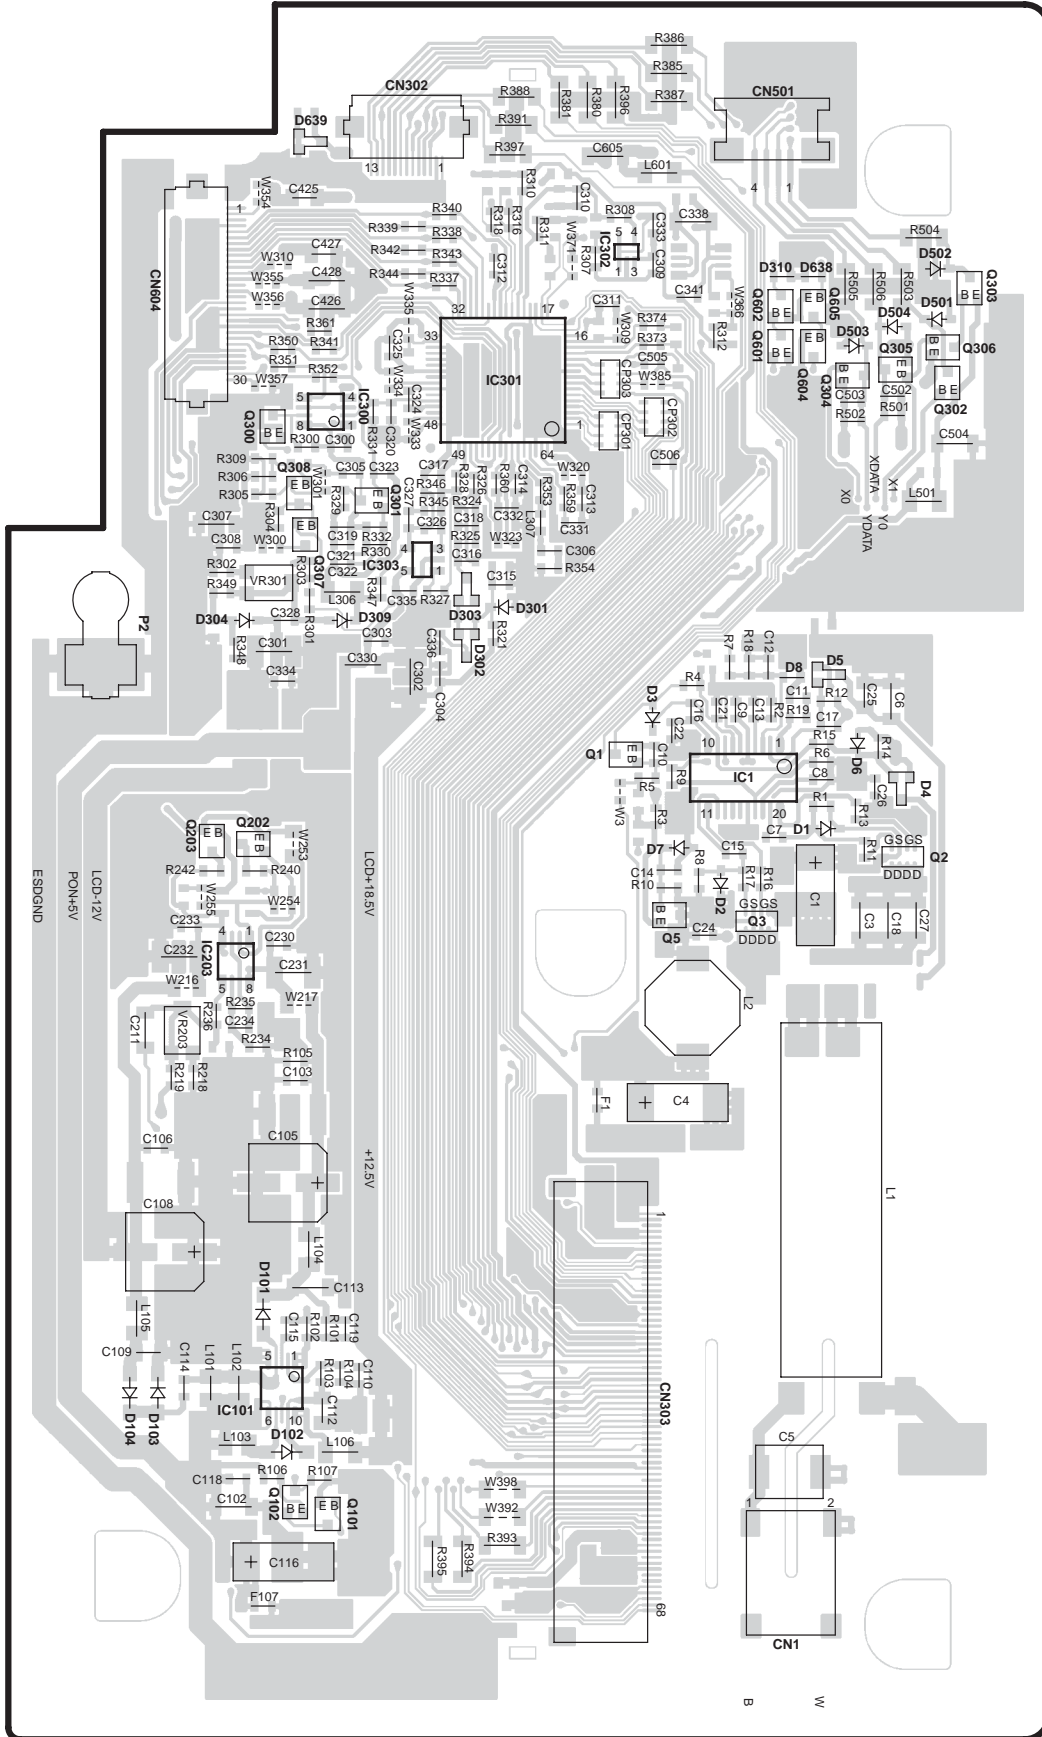 R386
R385
CN302
R388
R381
R380
R396
R387
CN501
D639
R391
R397
C605
L601
13
1
4
1
W354
C425
R310
C310
1
R340
R339
R338
R318
R316
R311
W371
R308
5 4
C333
C338
R504
D502
C427
W310
R342
R343
C312
R307
IC302
1 3
C309
D310
D638
R505
R506
R503
Q303
CN604
W355
C428
R344
R337
C341
W356
C426
W335
32
17
C311
W309
R374
W366
Q602
B E
E B
Q605
D504
D501
R361
33
16
R373
R312
R350
R341
C325
IC301
C505
Q601
B E
E B
Q604
D503
Q305
B E
Q306
R351
R352
W334
CP303
W385
B E
Q304
E B
30
W357
5
4
IC300
C324
CP302
C503
C502
B E
Q302
Q300
B E
8
1
R331
C320
W333
48
1
CP301
R502
R501
R300
C300
49
64
C506
C504
R309
Q308
C305
C323
C317
R328
R326
R360
C314
R353
W320
XDATA
X1
R306
E B
W301
R329
E B
Q301
C327
R346
R359
C313
X0
YDATA
Y0
L501
R305
R304
R345
R324
C332
L307
C307
E B
C319
R332
C326
C318
C331
C308
W300
R330
R325
W323
R303
Q307
C321
IC303
4
3
C316
C306
R302
C322
5
1
R354
R349
VR301
L306
R347
C335
R327
C315
P2
D304
C328
R301
D309
D303
D301
R348
C301
C303
C336
D302
R321
C334
C330
C302
C304
R7
R18
C12
D8
D5
R4
C11
R12
C25
C6
D3
C16
C21
C9
C13
R2
R19
C17
C22
R15
R14
Q1
E B
C10
10
1
R6
D6
IC1
C8
D4
R5
R9
C26
W3
R3
11
20
R1
R13
Q203
E B
Q202
E B
W253
C7
D1
LCD+18.5V
LCD-12V
PON+5V
ESDGND
D7
C15
GSGS
Q2
R11
DDDD
R242
R240
C14
R8
R17
R16
R10
D2
C1
W255
W254
GSGS
C233
B E
Q5
Q3
C3
C18
C27
4
1
C230
C24
DDDD
C232
IC203
C231
W216
5
8
W217
R235
L2
C211
VR203
R236
C234
R234
R105
R219
R218
C103
F1
C4
C106
C105
+12.5V
L1
C108
1
L104
D101
C113
L105
C115
R102
R101
C119
C109
C114
L101
L102
5
1
R103
R104
C110
CN303
IC101
C112
D104
D103
6
10
D102
L103
L106
C5
C118
R106
R107
W398
C102
Q102
B E
E B
Q101
W392
1
2
R393
C116
R395
R394
F107
68
CN1
B
W